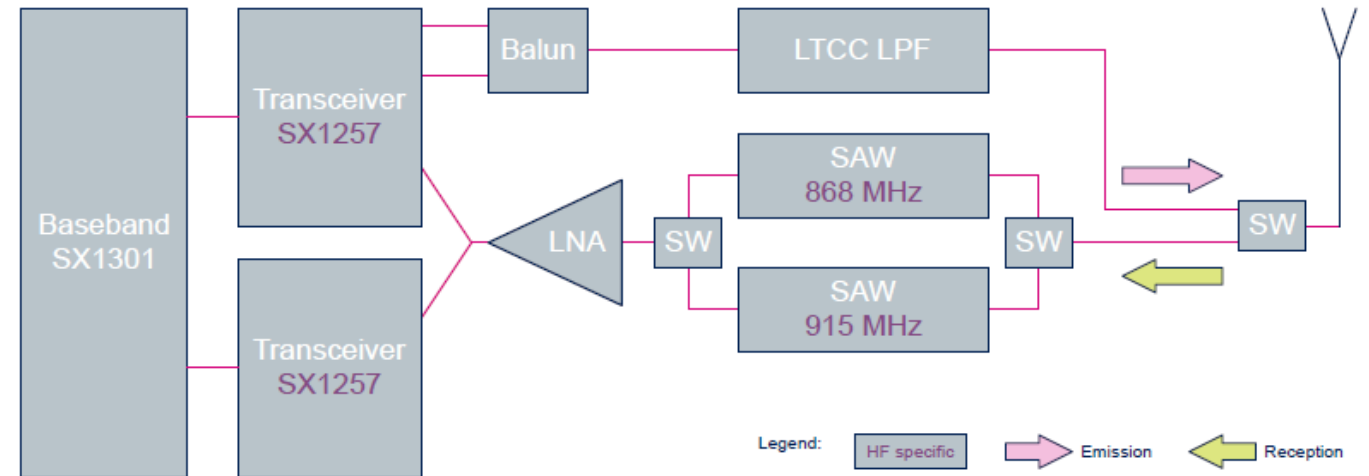 Balun
LTCC LPF
Transceiver
SX1257
SAW
868 MHz
Baseband
SX1301
LNA
SW
SW
SW
SAW
915 MHz
Transceiver
SX1257
Legend:
HF specific
Emission
Reception